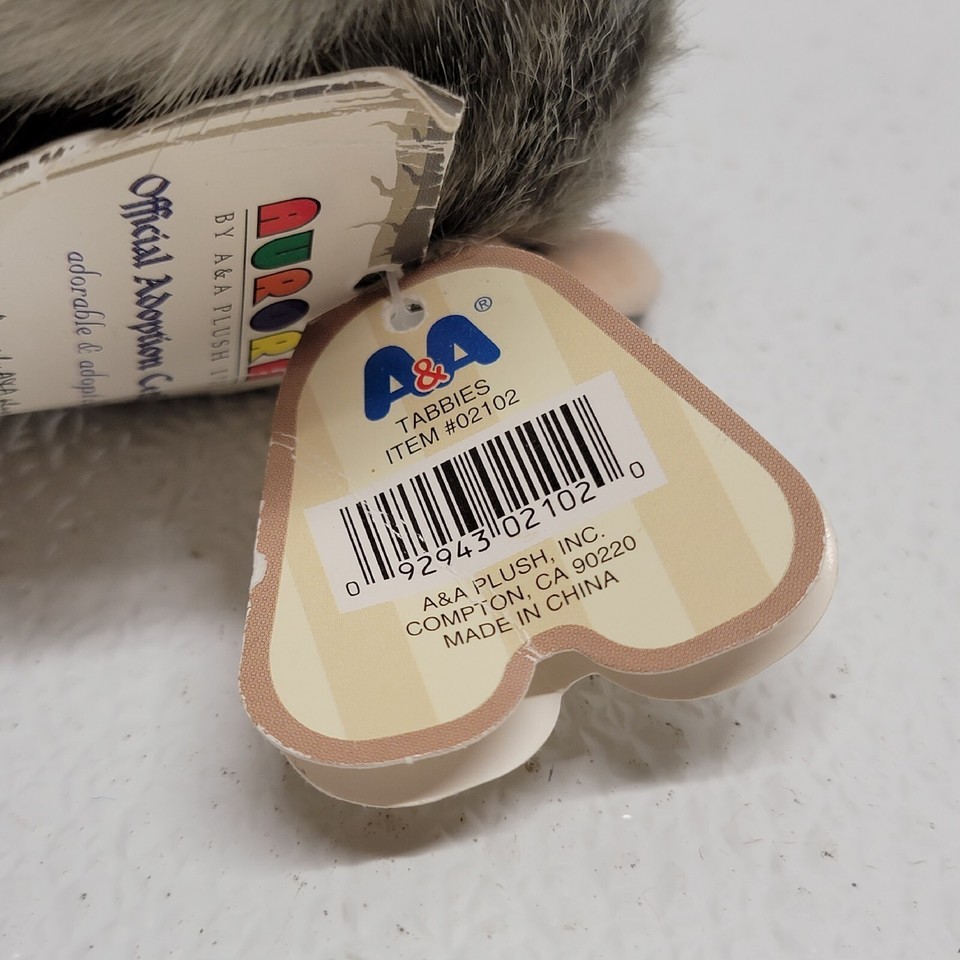 AURORA
BY A&A PLUSH
Official Adoption
adorable &
A&A®
TABBIES
ITEM #02102
0 92943 02102 0
A&A PLUSH, INC.
COMPTON, CA 90220
MADE IN CHINA